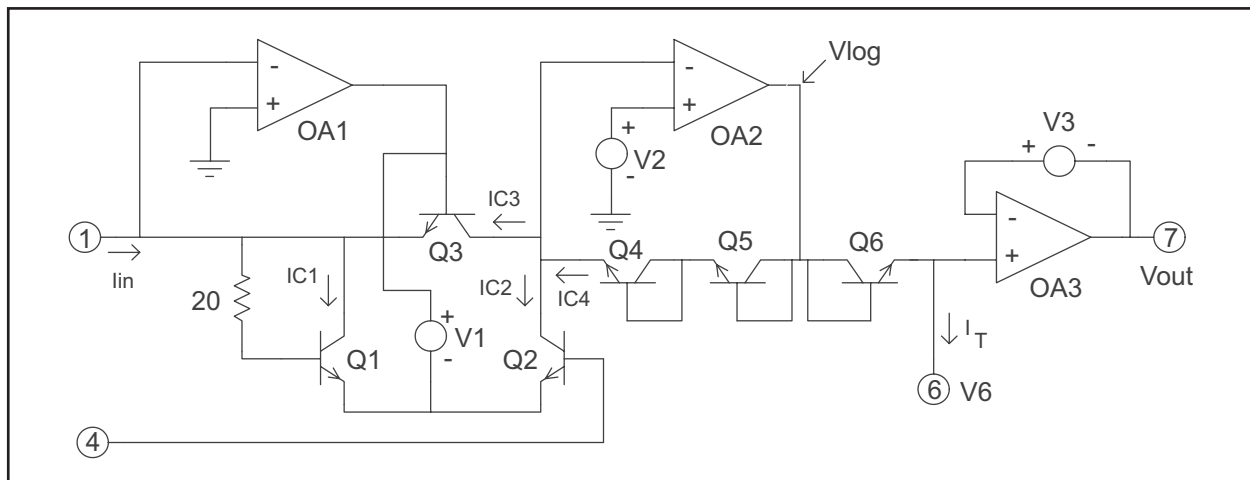 Vlog
-
+
OA1
-
+
OA2
+
V2
-
V3
+
-
-
+
OA3
1
Iin
IC3
Q3
Q4
Q5
Q6
7
Vout
20
IC1
IC2
IC4
+
V1
-
Q1
Q2
IT
6
V6
4